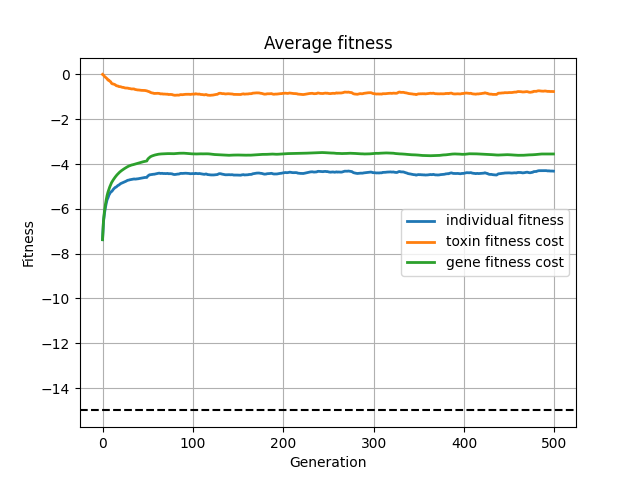 Average fitness
0
−2
−4
−6
−8
−10
−12
−14
Fitness
individual fitness
toxin fitness cost
gene fitness cost
0 100 200 300 400 500
Generation